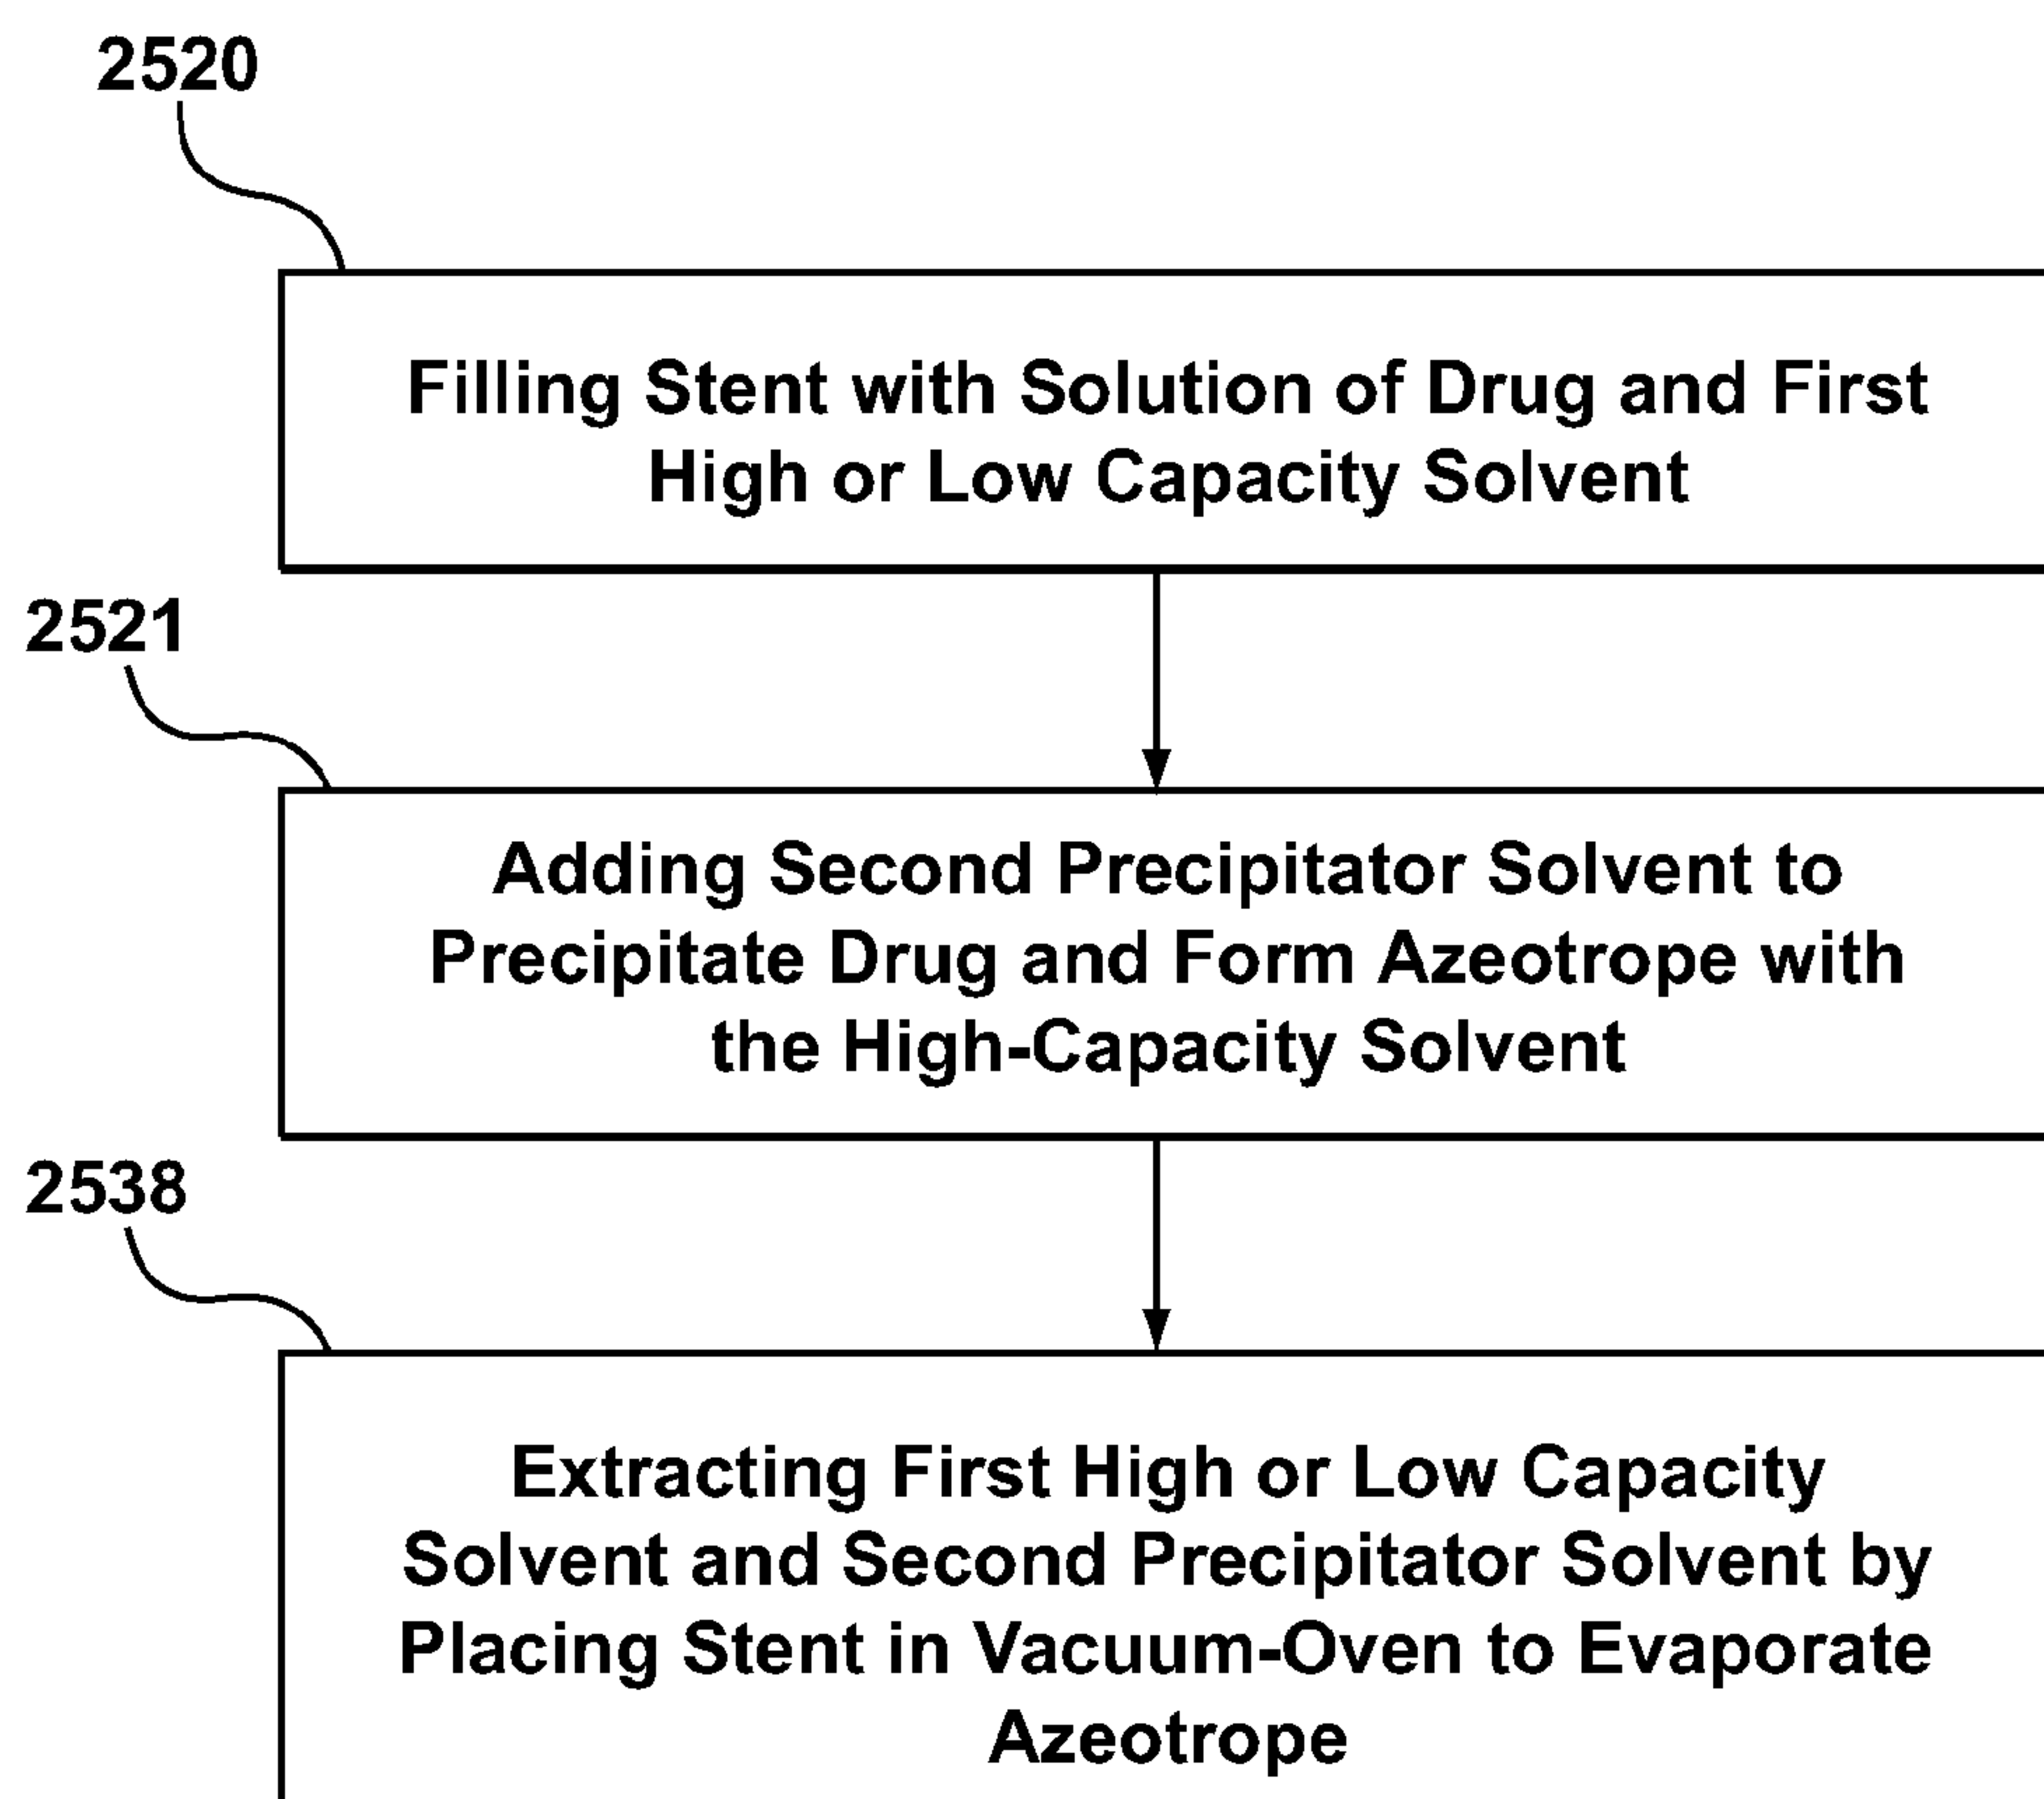 2520
Filling Stent with Solution of Drug and First
High or Low Capacity Solvent
2521
Adding Second Precipitator Solvent to
Precipitate Drug and Form Azeotrope with
the High-Capacity Solvent
2538
Extracting First High or Low Capacity
Solvent and Second Precipitator Solvent by
Placing Stent in Vacuum-Oven to Evaporate
Azeotrope